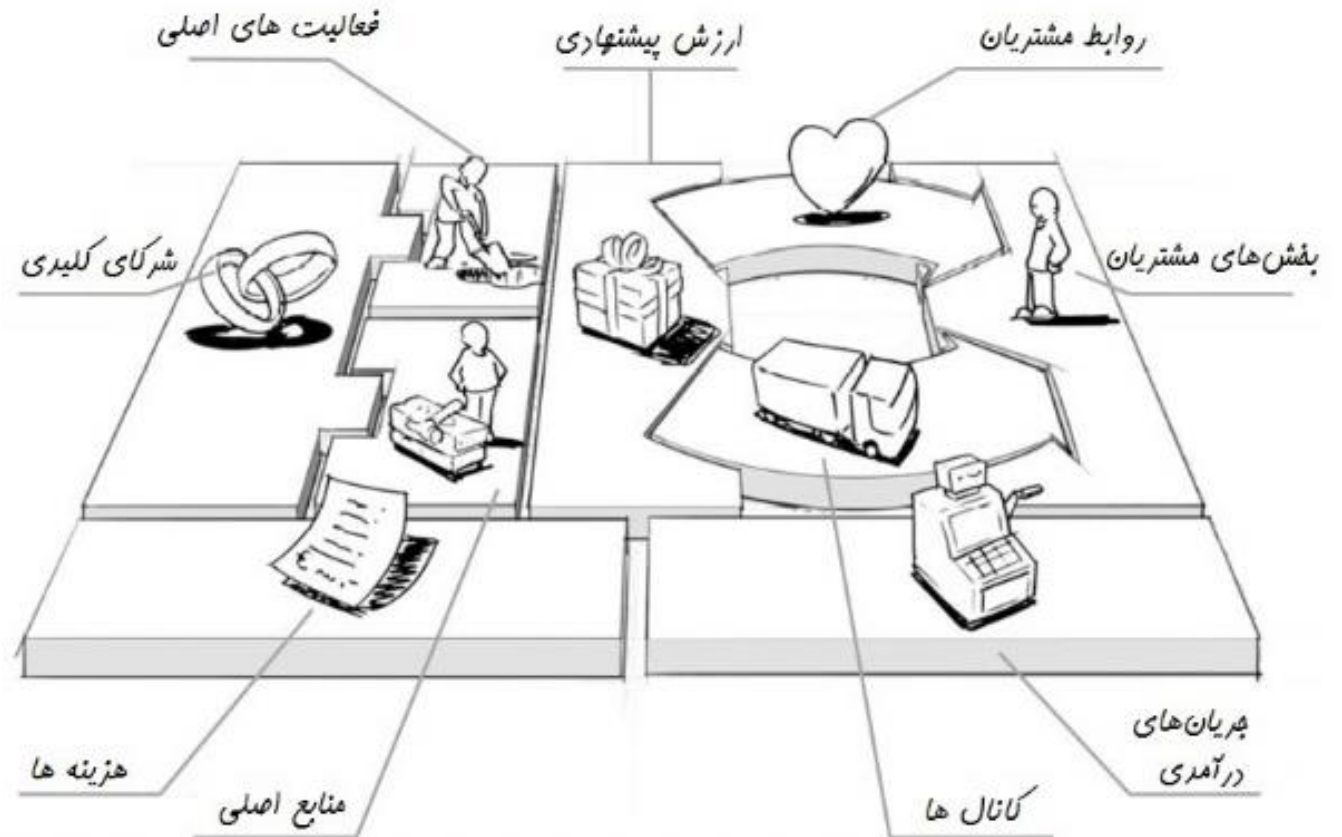 روابط مشتریان
ارزش پیشنهادی
فعالیت های اصلی
بخش‌های مشتریان
شرکای کلیدی
جریان‌های
درآمدی
کانال ها
منابع اصلی
هزینه ها